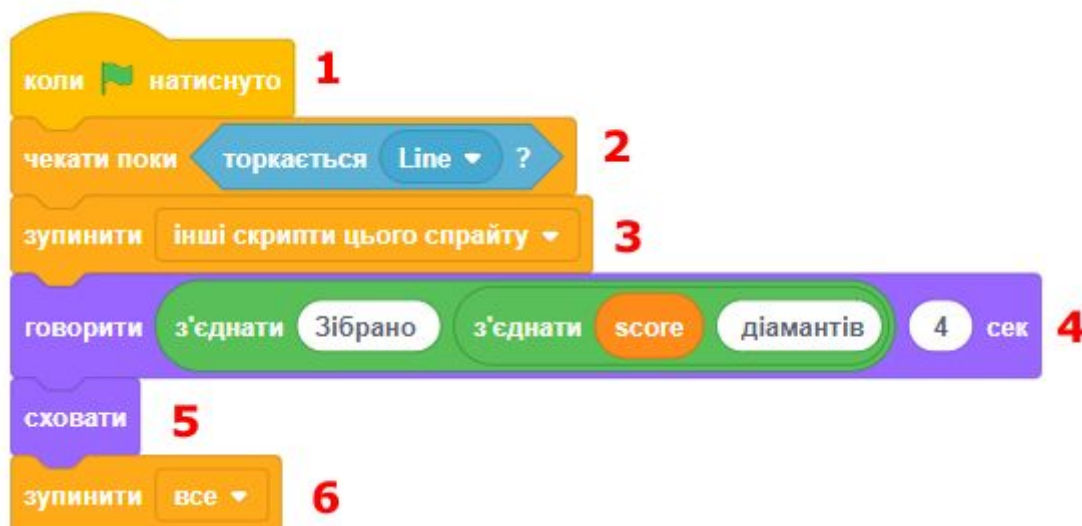 коли натиснуто 1
чекати поки торкається Line ? 2
зупинити інші скрипти цього спрайту 3
говорити з'єднати Зібрано з'єднати score діамантів 4 сек 4
сховати 5
зупинити все 6